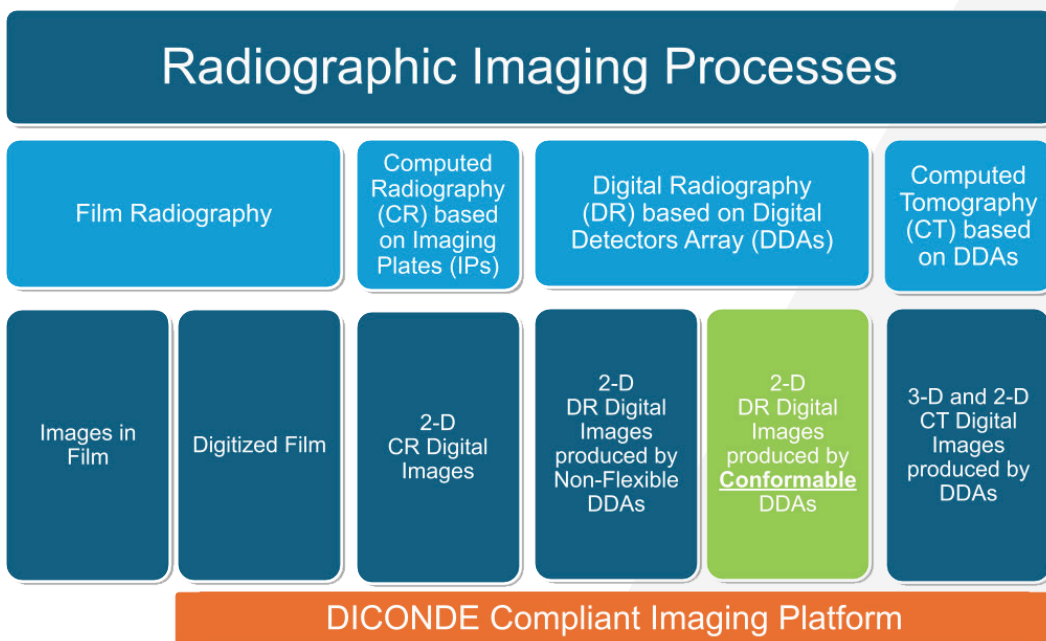 Radiographic Imaging Processes
Film Radiography
Computed
Radiography
(CR) based
on Imaging
Plates (IPs)
Digital Radiography
(DR) based on Digital
Detectors Array (DDAs)
Computed
Tomography
(CT) based
on DDAs
Images in
Film
Digitized Film
2-D
CR Digital
Images
2-D
DR Digital
Images
produced by
Non-Flexible
DDAs
2-D
DR Digital
Images
produced by
Conformable
DDAs
3-D and 2-D
CT Digital
Images
produced by
DDAs
DICONDE Compliant Imaging Platform